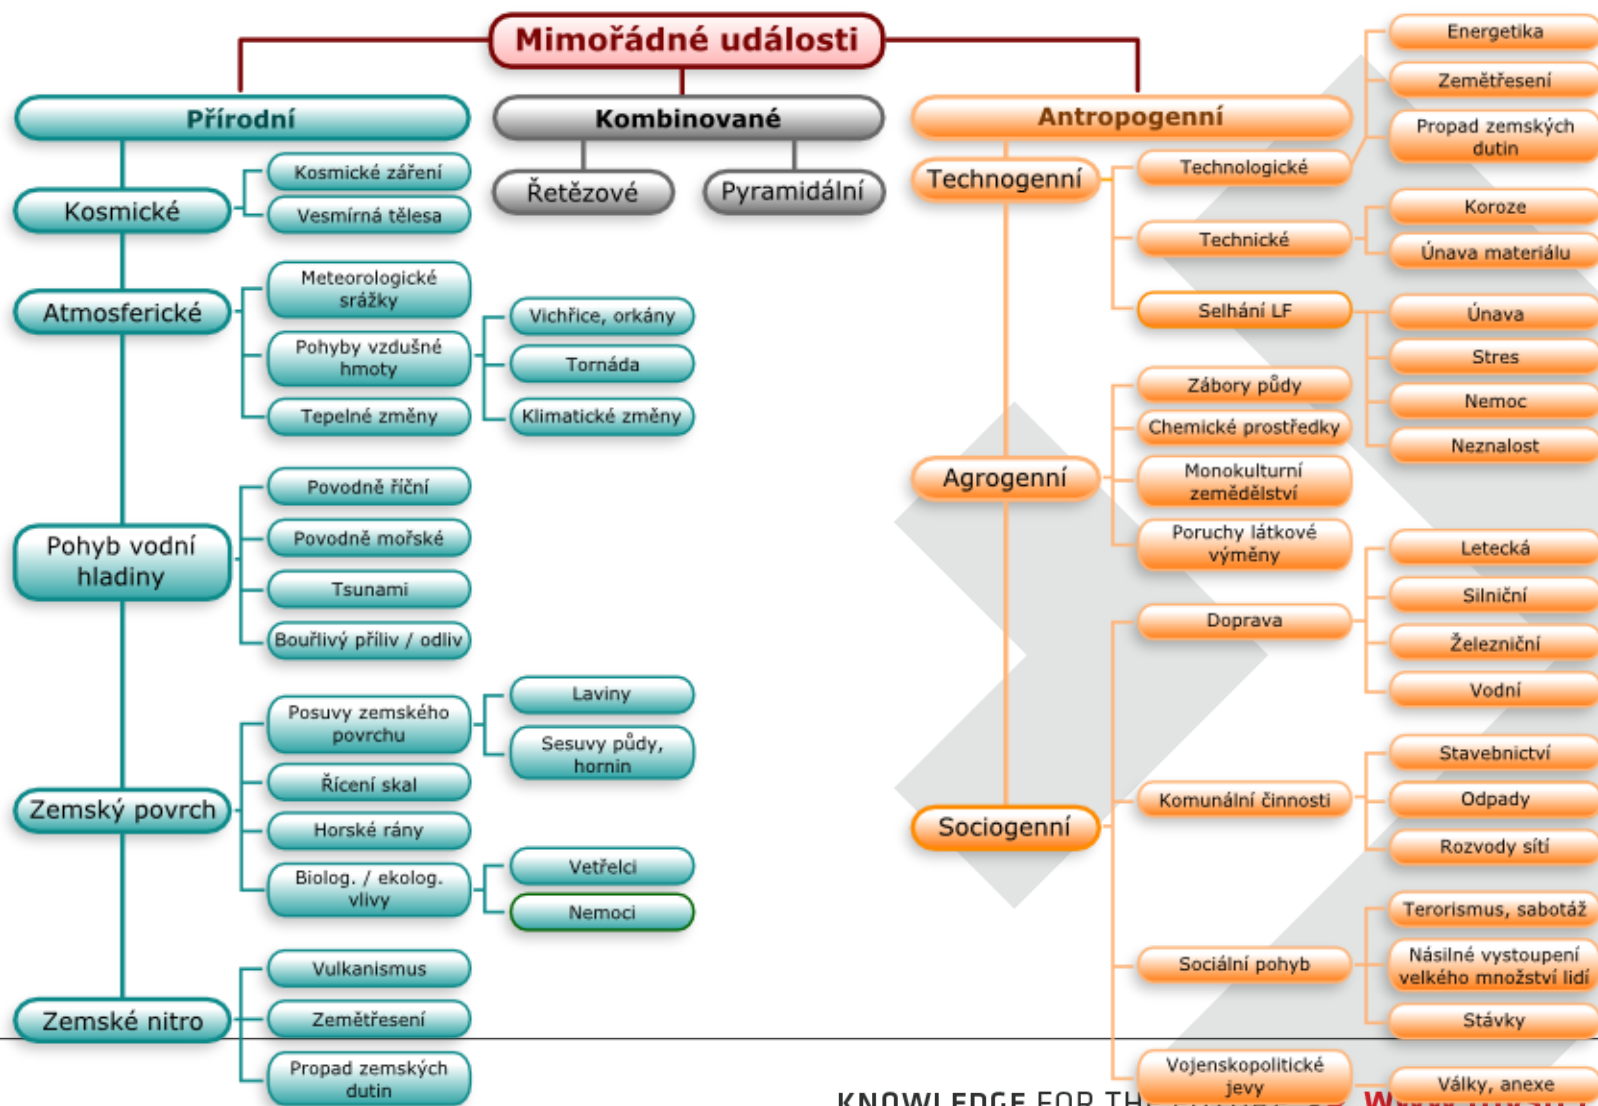 Mimořádné události
Přírodní
Kosmické
Kosmické záření
Vesmírná tělesa
Atmosferické
Meteorologické
srážky
Pohyby vzdušné
hmoty
Vichřice, orkány
Tornáda
Klimatické změny
Tepelné změny
Pohyb vodní
hladiny
Povodně říční
Povodně mořské
Tsunami
Bouřlivý příliv / odliv
Zemský povrch
Posuvy zemského
povrchu
Laviny
Sesuvy půdy,
hornin
Řícení skal
Horské rány
Biolog. / ekolog.
vlivy
Vetřelci
Nemoci
Zemské nitro
Vulkanismus
Zemětřesení
Propad zemských
dutin
Kombinované
Řetězové
Pyramidální
Antropogenní
Technogenní
Technologické
Energetika
Zemětřesení
Propad zemských
dutin
Technické
Koroze
Únava materiálu
Selhání LF
Únava
Stres
Nemoc
Neznalost
Agrogenní
Zábory půdy
Chemické prostředky
Monokulturní
zemědělství
Poruchy látkové
výměny
Sociogenní
Doprava
Letecká
Silniční
Železniční
Vodní
Komunální činnosti
Stavebnictví
Odpady
Rozvody sítí
Sociální pohyb
Terorismus, sabotáž
Násilné vystoupení
velkého množství lidí
Stávky
Vojenskopolitické
jevy
Války, anexe
KNOWLEDGE FOR